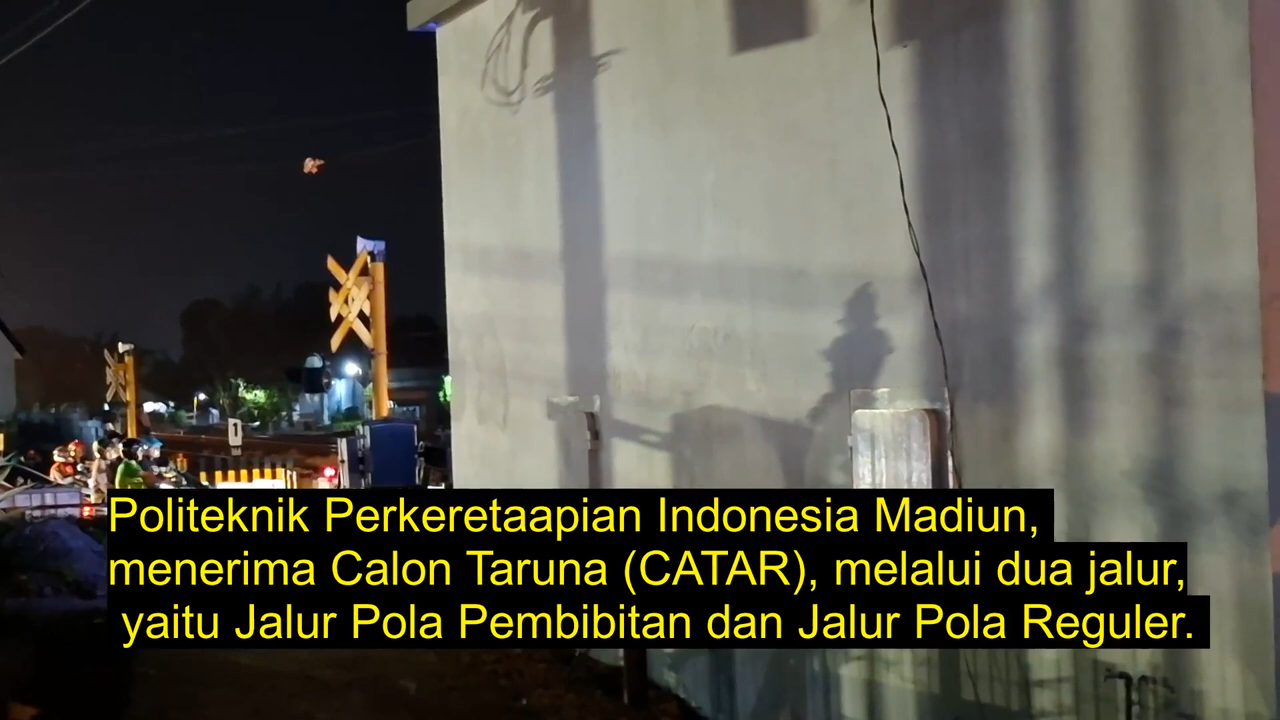 1
Politeknik Perkeretaapian Indonesia Madiun,
menerima Calon Taruna (CATAR), melalui dua jalur,
yaitu Jalur Pola Pembibitan dan Jalur Pola Reguler.